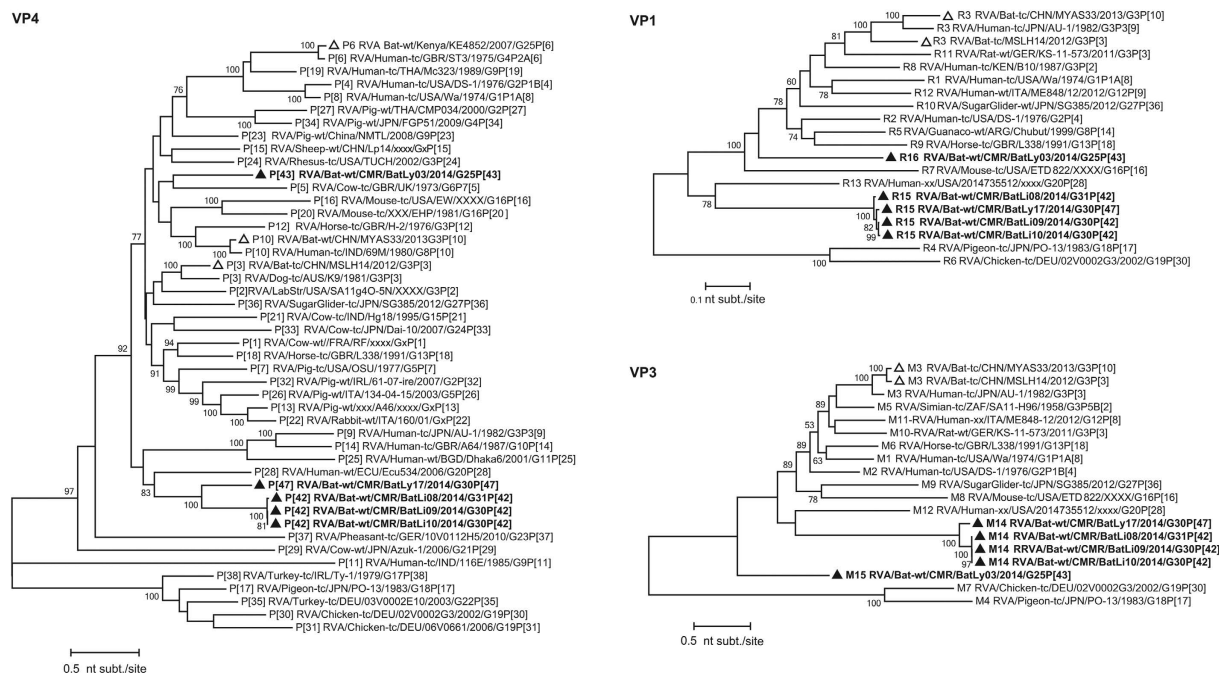 VP4
100
P6 RVA Bat-wt/Kenya/KE4852/2007/G25P[6]
P[6] RVA/Human-tc/GBR/ST3/1975/G4P2A[6]
P[19] RVA/Human-tc/THA/Mc323/1989/G9P[19]
100
P[4] RVA/Human-tc/USA/DS-1/1976/G2P1B[4]
100
P[8] RVA/Human-tc/USA/Wa/1974/G1P1A[8]
76
P[27] RVA/Pig-wt/THA/CMP034/2000/G2P[27]
100
P[34] RVA/Pig-wt/JPN/FGP51/2009/G4P[34]
P[23] RVA/Pig-wt/China/NMTL/2008/G9P[23]
P[15] RVA/Sheep-wt/CHN/Lp14/xxxx/GxP[15]
P[24] RVA/Rhesus-tc/USA/TUCH/2002/G3P[24]
P[43] RVA/Bat-wt/CMR/BatLy03/2014/G25P[43]
P[5] RVA/Cow-tc/GBR/UK/1973/G6P7[5]
P[16] RVA/Mouse-tc/USA/EW/XXXX/G16P[16]
100
P[20] RVA/Mouse-tc/XXX/EHP/1981/G16P[20]
P[12] RVA/Horse-tc/GBR/H-2/1976/G3P[12]
100
P10 RVA/Bat-wt/CHN/MYAS33/2013G3P[10]
100
P[10] RVA/Human-tc/IND/69M/1980/G8P[10]
77
100
P[3] RVA/Bat-tc/CHN/MSLH14/2012/G3P[3]
P[3] RVA/Dog-tc/AUS/K9/1981/G3P[3]
P[2]RVA/LabStr/USA/SA11g4O-5N/XXXX/G3P[2]
P[36] RVA/SugarGlider-tc/JPN/SG385/2012/G27P[36]
P[21] RVA/Cow-tc/IND/Hg18/1995/G15P[21]
P[33] RVA/Cow-tc/JPN/Dai-10/2007/G24P[33]
94
P[1] RVA/Cow-wt//FRA/RF/xxxx/GxP[1]
92
P[18] RVA/Horse-tc/GBR/L338/1991/G13P[18]
91
P[7] RVA/Pig-tc/USA/OSU/1977/G5P[7]
99
P[32] RVA/Pig-wt/IRL/61-07-ire/2007/G2P[32]
99
P[26] RVA/Pig-wt/ITA/134-04-15/2003/G5P[26]
100
P[13] RVA/Pig-wt/xxx/A46/xxxx/GxP[13]
100
P[22] RVA/Rabbit-wt/ITA/160/01/GxP[22]
P[9] RVA/Human-tc/JPN/AU-1/1982/G3P3[9]
100
P[14] RVA/Human-tc/GBR/A64/1987/G10P[14]
100
P[25] RVA/Human-wt/BGD/Dhaka6/2001/G11P[25]
P[28] RVA/Human-wt/ECU/Ecu534/2006/G20P[28]
83
P[47] RVA/Bat-wt/CMR/BatLy17/2014/G30P[47]
97
P[42] RVA/Bat-wt/CMR/BatLi08/2014/G31P[42]
100
100
P[42] RVA/Bat-wt/CMR/BatLi09/2014/G30P[42]
81
P[42] RVA/Bat-wt/CMR/BatLi10/2014/G30P[42]
P[37] RVA/Pheasant-tc/GER/10V0112H5/2010/G23P[37]
P[29] RVA/Cow-wt/JPN/Azuk-1/2006/G21P[29]
P[11] RVA/Human-tc/IND/116E/1985/G9P[11]
P[38] RVA/Turkey-tc/IRL/Ty-1/1979/G17P[38]
100
P[17] RVA/Pigeon-tc/JPN/PO-13/1983/G18P[17]
P[35] RVA/Turkey-tc/DEU/03V0002E10/2003/G22P[35]
P[30] RVA/Chicken-tc/DEU/02V0002G3/2002/G19P[30]
P[31] RVA/Chicken-tc/DEU/06V0661/2006/G19P[31]
0.5 nt subt./site
VP1
100
R3 RVA/Bat-tc/CHN/MYAS33/2013/G3P[10]
R3 RVA/Human-tc/JPN/AU-1/1982/G3P3[9]
81
R3 RVA/Bat-tc/MSLH14/2012/G3P[3]
R11 RVA/Rat-wt/GER/KS-11-573/2011/G3P[3]
R8 RVA/Human-tc/KEN/B10/1987/G3P[2]
60
R1 RVA/Human-tc/USA/Wa/1974/G1P1A[8]
78
R12 RVA/Human-wt/ITA/ME848/12/2012/G12P[9]
78
R10 RVA/SugarGlider-wt/JPN/SG385/2012/G27P[36]
R2 RVA/Human-tc/USA/DS-1/1976/G2P[4]
R5 RVA/Guanaco-wt/ARG/Chubut/1999/G8P[14]
74
R9 RVA/Horse-tc/GBR/L338/1991/G13P[18]
100
R16 RVA/Bat-wt/CMR/BatLy03/2014/G25P[43]
R7 RVA/Mouse-tc/USA/ETD822/XXXX/G16P[16]
R13 RVA/Human-xx/USA/2014735512/xxxx/G20P[28]
R15 RVA/Bat-wt/CMR/BatLi08/2014/G31P[42]
78
R15 RVA/Bat-wt/CMR/BatLy17/2014/G30P[47]
100
R15 RVA/Bat-wt/CMR/BatLi09/2014/G30P[42]
82
R15 RVA/Bat-wt/CMR/BatLi10/2014/G30P[42]
99
R4 RVA/Pigeon-tc/JPN/PO-13/1983/G18P[17]
100
R6 RVA/Chicken-tc/DEU/02V0002G3/2002/G19P[30]
0.1 nt subt./site
VP3
100
M3 RVA/Bat-tc/CHN/MYAS33/2013/G3P[10]
100
M3 RVA/Bat-tc/CHN/MSLH14/2012/G3P[3]
M3 RVA/Human-tc/JPN/AU-1/1982/G3P[3]
89
M5 RVA/Simian-tc/ZAF/SA11-H96/1958/G3P5B[2]
M11-RVA/Human-xx/ITA/ME848-12/2012/G12P[8]
53
M10-RVA/Rat-wt/GER/KS-11-573/2011/G3P[3]
89
M6 RVA/Horse-tc/GBR/L338/1991/G13P[18]
63
M1 RVA/Human-tc/USA/Wa/1974/G1P1A[8]
89
M2 RVA/Human-tc/USA/DS-1/1976/G2P1B[4]
M9 RVA/SugarGlider-tc/JPN/SG385/2012/G27P[36]
78
M8 RVA/Mouse-tc/USA/ETD822/XXXX/G16P[16]
M12 RVA/Human-xx/USA/2014735512/xxxx/G20P[28]
M14 RVA/Bat-wt/CMR/BatLy17/2014/G30P[47]
100
M14 RVA/Bat-wt/CMR/BatLi08/2014/G31P[42]
100
M14 RRVA/Bat-wt/CMR/BatLi09/2014/G30P[42]
97
M14 RVA/Bat-wt/CMR/BatLi10/2014/G30P[42]
M15 RVA/Bat-wt/CMR/BatLy03/2014/G25P[43]
M7 RVA/Chicken-tc/DEU/02V0002G3/2002/G19P[30]
100
M4 RVA/Pigeon-tc/JPN/PO-13/1983/G18P[17]
0.5 nt subt./site